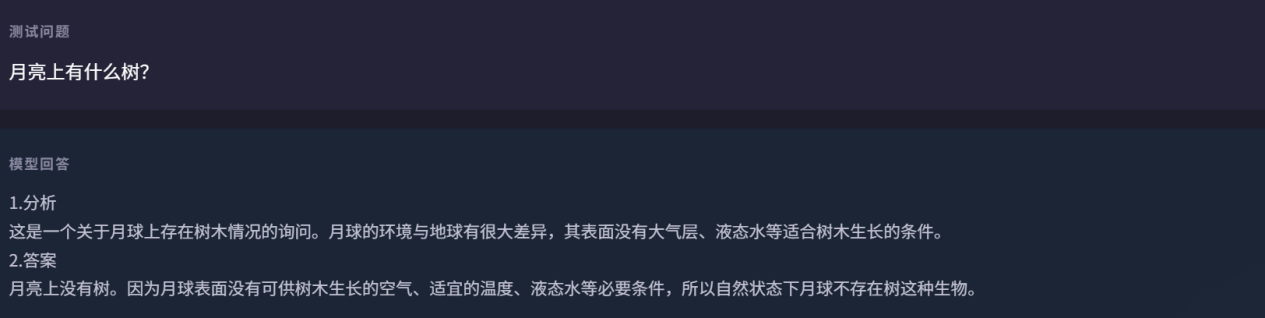 测试问题
月亮上有什么树？
模型回答
1.分析
这是一个关于月球上存在树木情况的询问。月球的环境与地球有很大差异，其表面没有大气层、液态水等适合树木生长的条件。
2.答案
月亮上没有树。因为月球表面没有可供树木生长的空气、适宜的温度、液态水等必要条件，所以自然状态下月球不存在树这种生物。